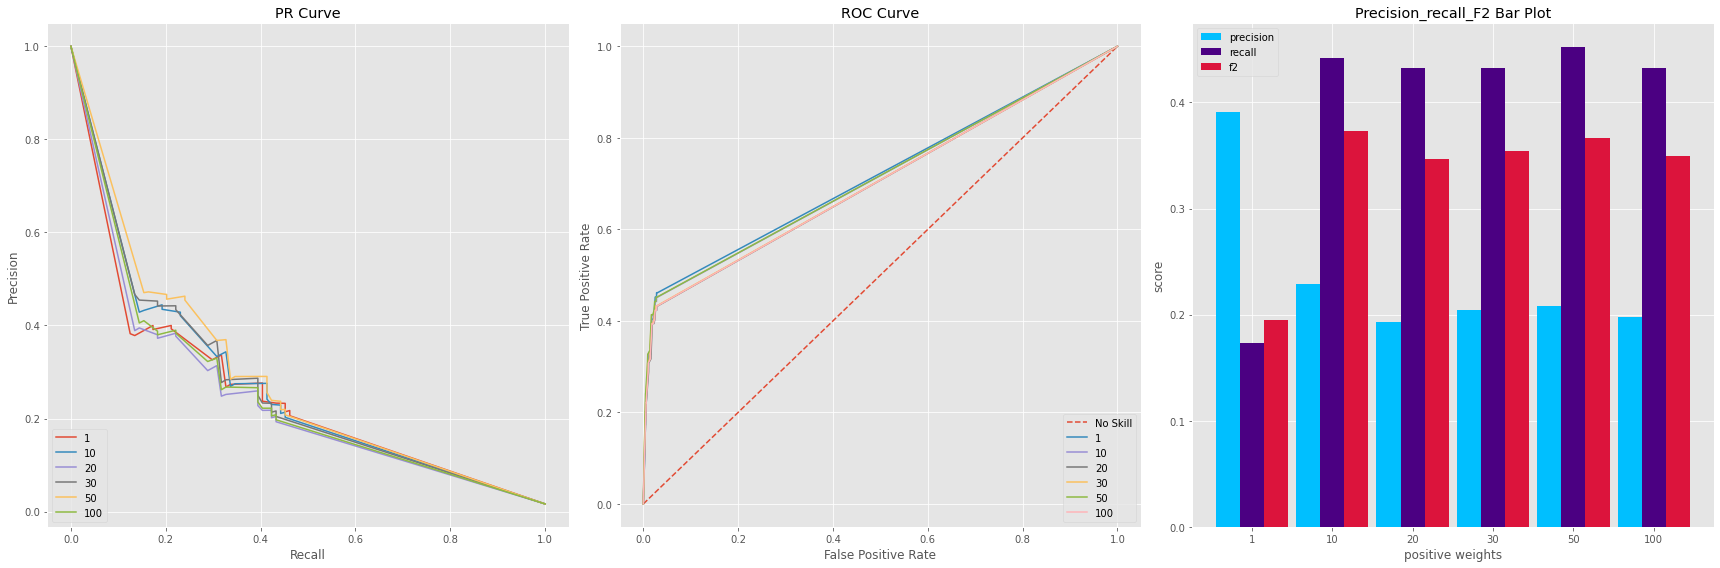 PR Curve
1.0
0.8
0.6
0.4
0.2
0.0
Precision
1
10
20
30
50
100
0.0 0.2 0.4 0.6 0.8 1.0
Recall
ROC Curve
1.0
0.8
0.6
0.4
0.2
0.0
True Positive Rate
No Skill
1
10
20
30
50
100
0.0 0.2 0.4 0.6 0.8 1.0
False Positive Rate
Precision_recall_F2 Bar Plot
precision
recall
f2
0.4
0.3
0.2
0.1
0.0
score
1 10 20 30 50 100
positive weights